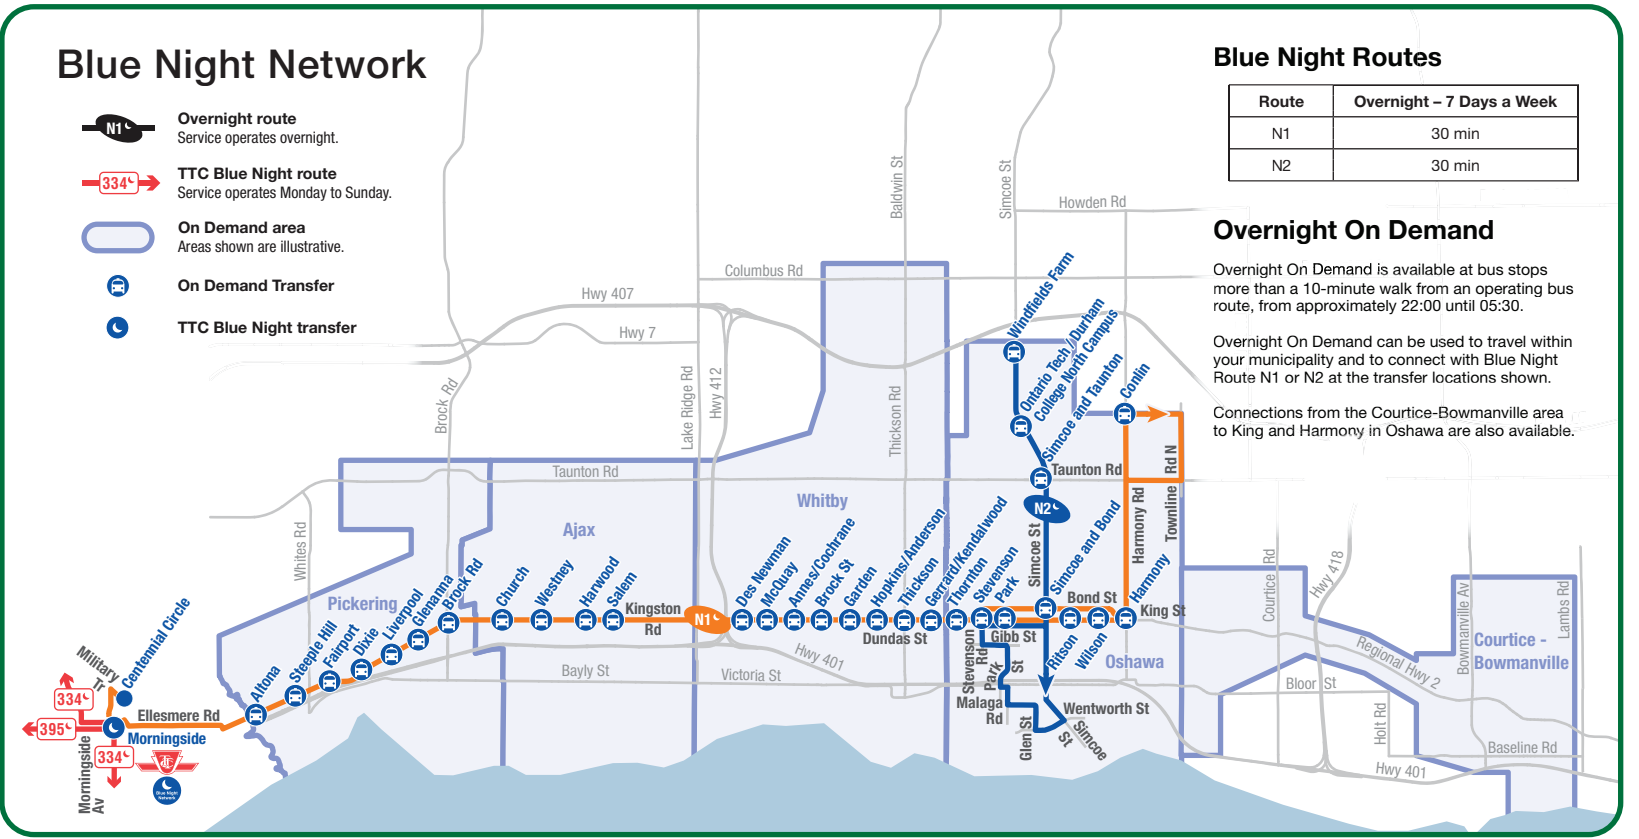 Blue Night Network
N1
Overnight route
Service operates overnight.
334
TTC Blue Night route
Service operates Monday to Sunday.
On Demand area
Areas shown are illustrative.
On Demand Transfer
TTC Blue Night transfer
Blue Night Routes
Route
Overnight – 7 Days a Week
N1
30 min
N2
30 min
Overnight On Demand
Overnight On Demand is available at bus stops
more than a 10-minute walk from an operating bus
route, from approximately 22:00 until 05:30.
Overnight On Demand can be used to travel within
your municipality and to connect with Blue Night
Route N1 or N2 at the transfer locations shown.
Connections from the Courtice-Bowmanville area
to King and Harmony in Oshawa are also available.
Baldwin St
Simcoe St
Howden Rd
Columbus Rd
Hwy 407
Hwy 7
Brock Rd
Lake Ridge Rd
Hwy 412
Thickson Rd
Windfields Farm
Ontario Tech / Durham
College North Campus
Simcoe and Taunton
Conlin
Taunton Rd
Taunton Rd
Townline Rd N
Harmony Rd
N2
Simcoe St
Whitby
Ajax
Pickering
Whites Rd
Centennial Circle
Altona
Steeple Hill
Fairport
Dixie
Liverpool
Glenanna
Brock Rd
Church
Westney
Harwood
Salem
Kingston
Rd
N1
Des Newman
McQuay
Annes/Cochrane
Brock St
Garden
Hopkins/Anderson
Thickson
Gerrard/Kendalwood
Thornton
Stevenson
Park
Simcoe and Bond
Bond St
Harmony
King St
Dundas St
Gibb St
Ritson
Wilson
Oshawa
Stevenson
Rd
Park
St
Malaga
Rd
Glen St
Wentworth St
Simcoe
St
Hwy 401
Bayly St
Victoria St
Courtice Rd
Hwy 418
Bowmanville Av
Lambs Rd
Courtice -
Bowmanville
Regional Hwy 2
Bloor St
Holt Rd
Baseline Rd
Hwy 401
Military
Tr
334
395
334
Ellesmere Rd
Morningside
Morningside
Av
TTC
Blue Night
Network